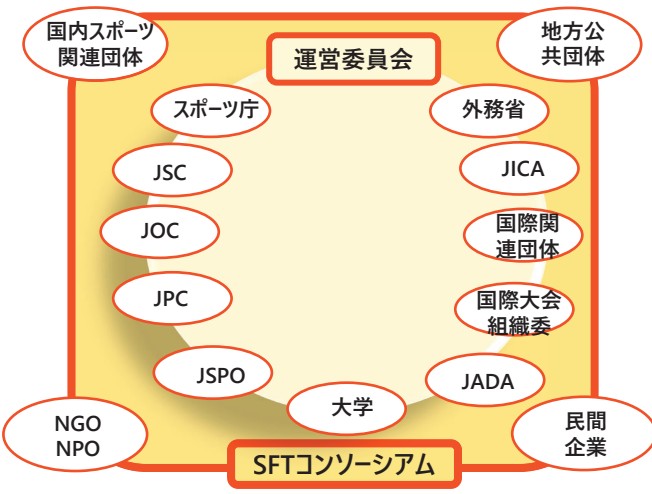 国内スポーツ
関連団体
地方公
共団体
運営委員会
スポーツ庁
外務省
JSC
JICA
JOC
国際関
連団体
JPC
国際大会
組織委
JSPO
JADA
大学
NGO
NPO
民間
企業
SFTコンソーシアム